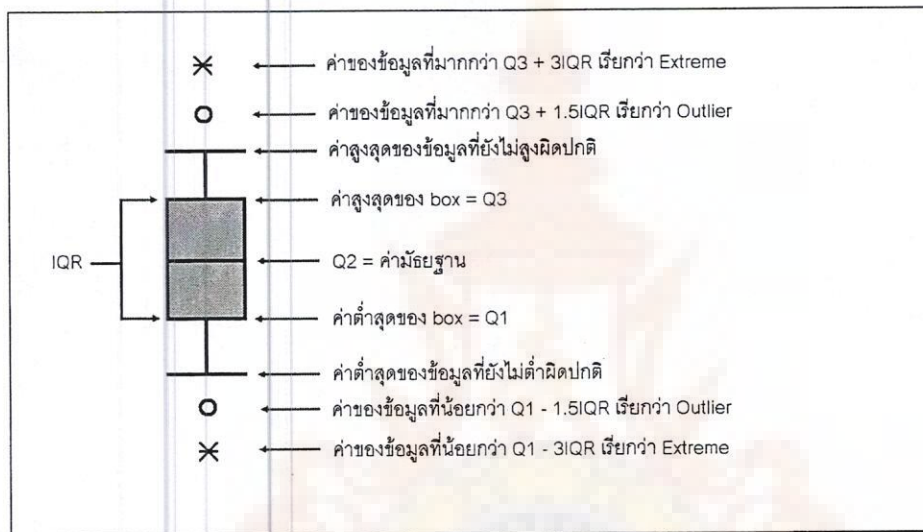 ค่าของข้อมูลที่มากกว่า Q3 + 3IQR เรียกว่า Extreme
ค่าของข้อมูลที่มากกว่า Q3 + 1.5IQR เรียกว่า Outlier
ค่าสูงสุดของข้อมูลที่ยังไม่สูงผิดปกติ
ค่าสูงสุดของ box = Q3
IQR
Q2 = ค่ามัธยฐาน
ค่าต่ำสุดของ box = Q1
ค่าต่ำสุดของข้อมูลที่ยังไม่ต่ำผิดปกติ
ค่าของข้อมูลที่น้อยกว่า Q1 - 1.5IQR เรียกว่า Outlier
ค่าของข้อมูลที่น้อยกว่า Q1 - 3IQR เรียกว่า Extreme